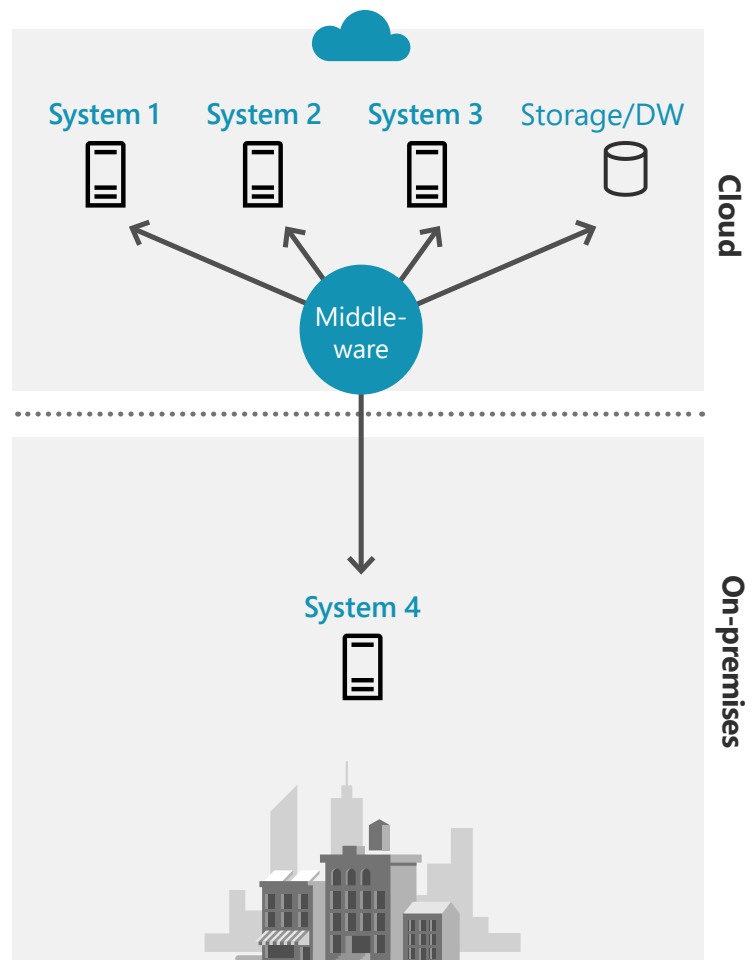 System 1
System 2
System 3
Storage/DW
Cloud
Middle-
ware
System 4
On-premises